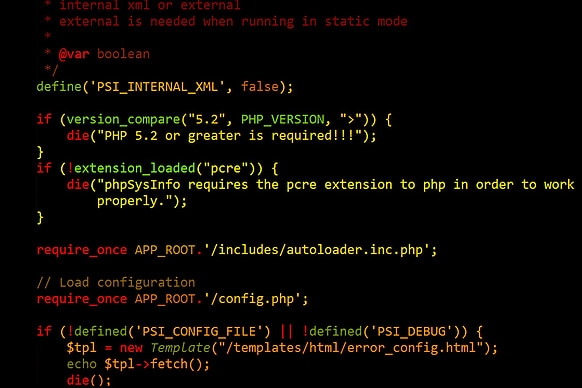 * internal xml or external
* external is needed when running in static mode
*
* @var boolean
*/
define('PSI_INTERNAL_XML', false);
if (version_compare("5.2", PHP_VERSION, ">")) {
die("PHP 5.2 or greater is required!!!");
}
if (!extension_loaded("pcre")) {
die("phpSysInfo requires the pcre extension to php in order to work
properly.");
}
require_once APP_ROOT.'/includes/autoloader.inc.php';
// Load configuration
require_once APP_ROOT.'/config.php';
if (!defined('PSI_CONFIG_FILE') || !defined('PSI_DEBUG')) {
$tpl = new Template("/templates/html/error_config.html");
echo $tpl->fetch();
die();